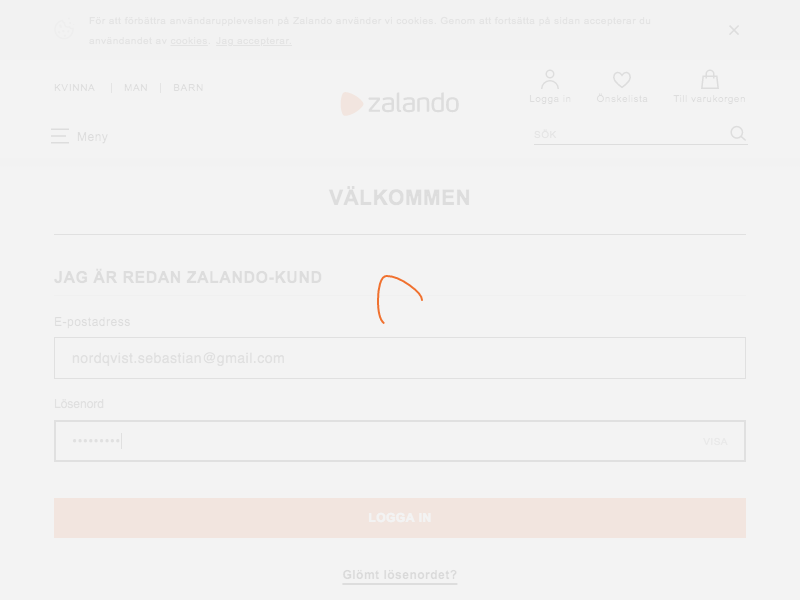 För att förbättra användarupplevelsen på Zalando använder vi cookies. Genom att fortsätta på sidan accepterar du
användandet av cookies. Jag accepterar.
KVINNA | MAN | BARN
zalando
Logga in
Önskelista
Till varukorgen
Meny
SÖK
VÄLKOMMEN
JAG ÄR REDAN ZALANDO-KUND
E-postadress
nordqvist.sebastian@gmail.com
Lösenord
•••••••••
VISA
LOGGA IN
Glömt lösenordet?